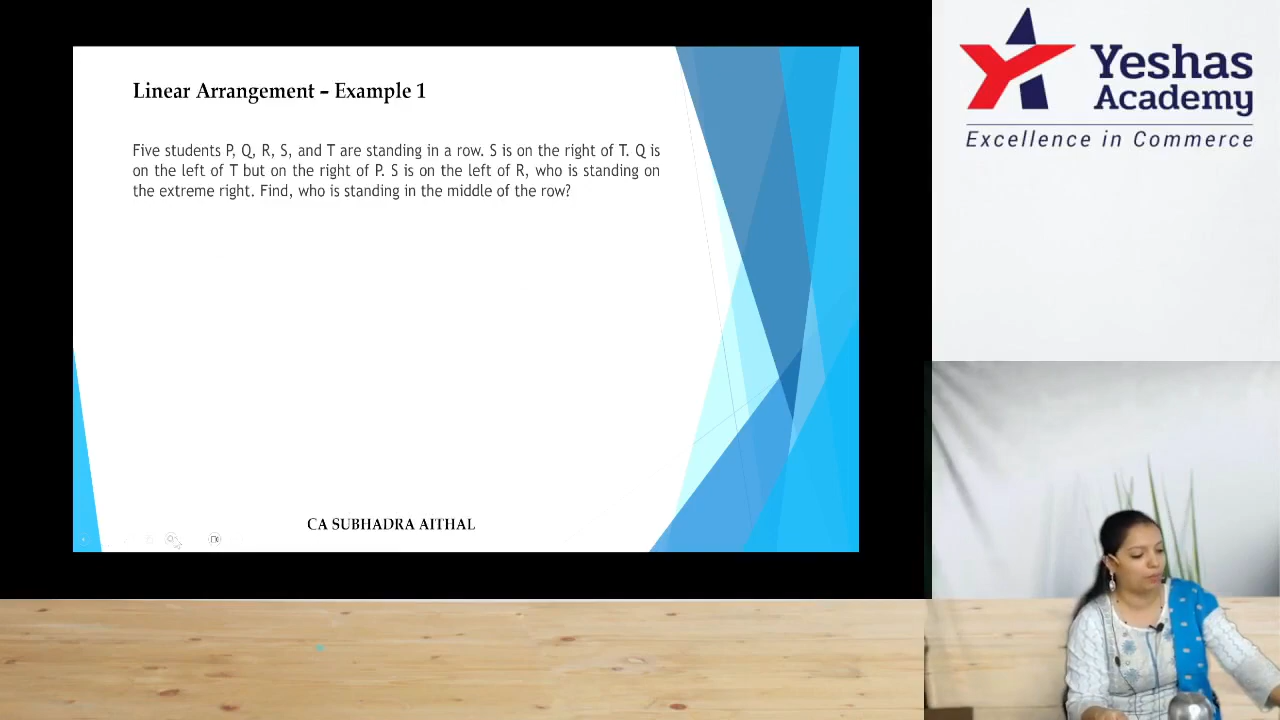 Linear Arrangement – Example 1
Five students P, Q, R, S, and T are standing in a row. S is on the right of T. Q is
on the left of T but on the right of P. S is on the left of R, who is standing on
the extreme right. Find, who is standing in the middle of the row?
CA SUBHADRA AITHAL
Yeshas
Academy
Excellence in Commerce